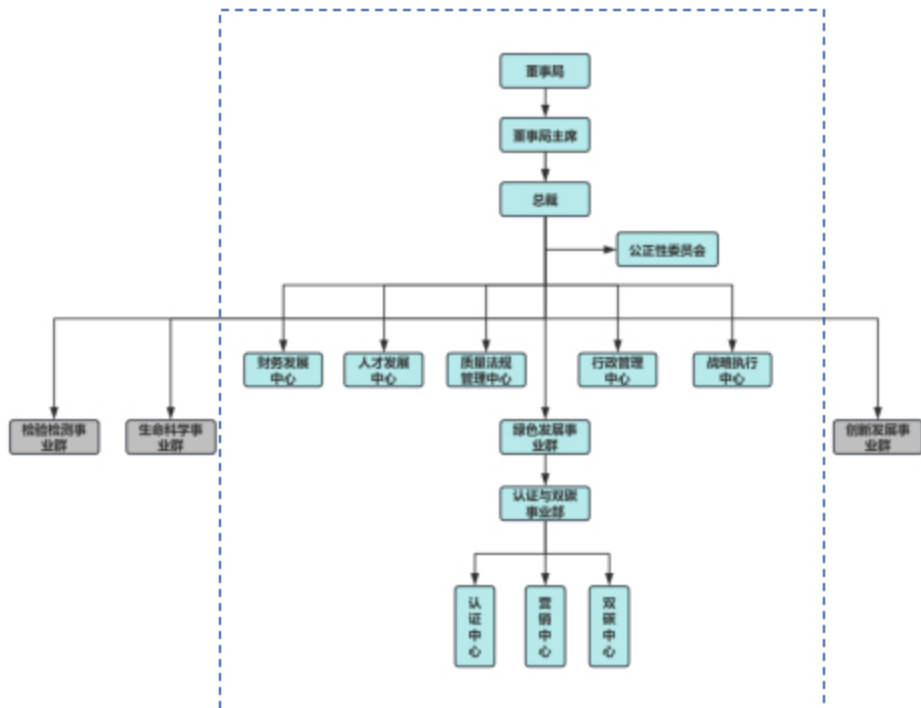 董事局
董事局主席
总裁
公正性委员会
财务发展
中心
人才发展
中心
质量法规
管理中心
行政管理
中心
战略执行
中心
检验检测事
业群
生命科学事
业群
绿色发展事
业群
创新发展事
业群
认证与双碳
事业部
认证中心
营销中心
双碳中心